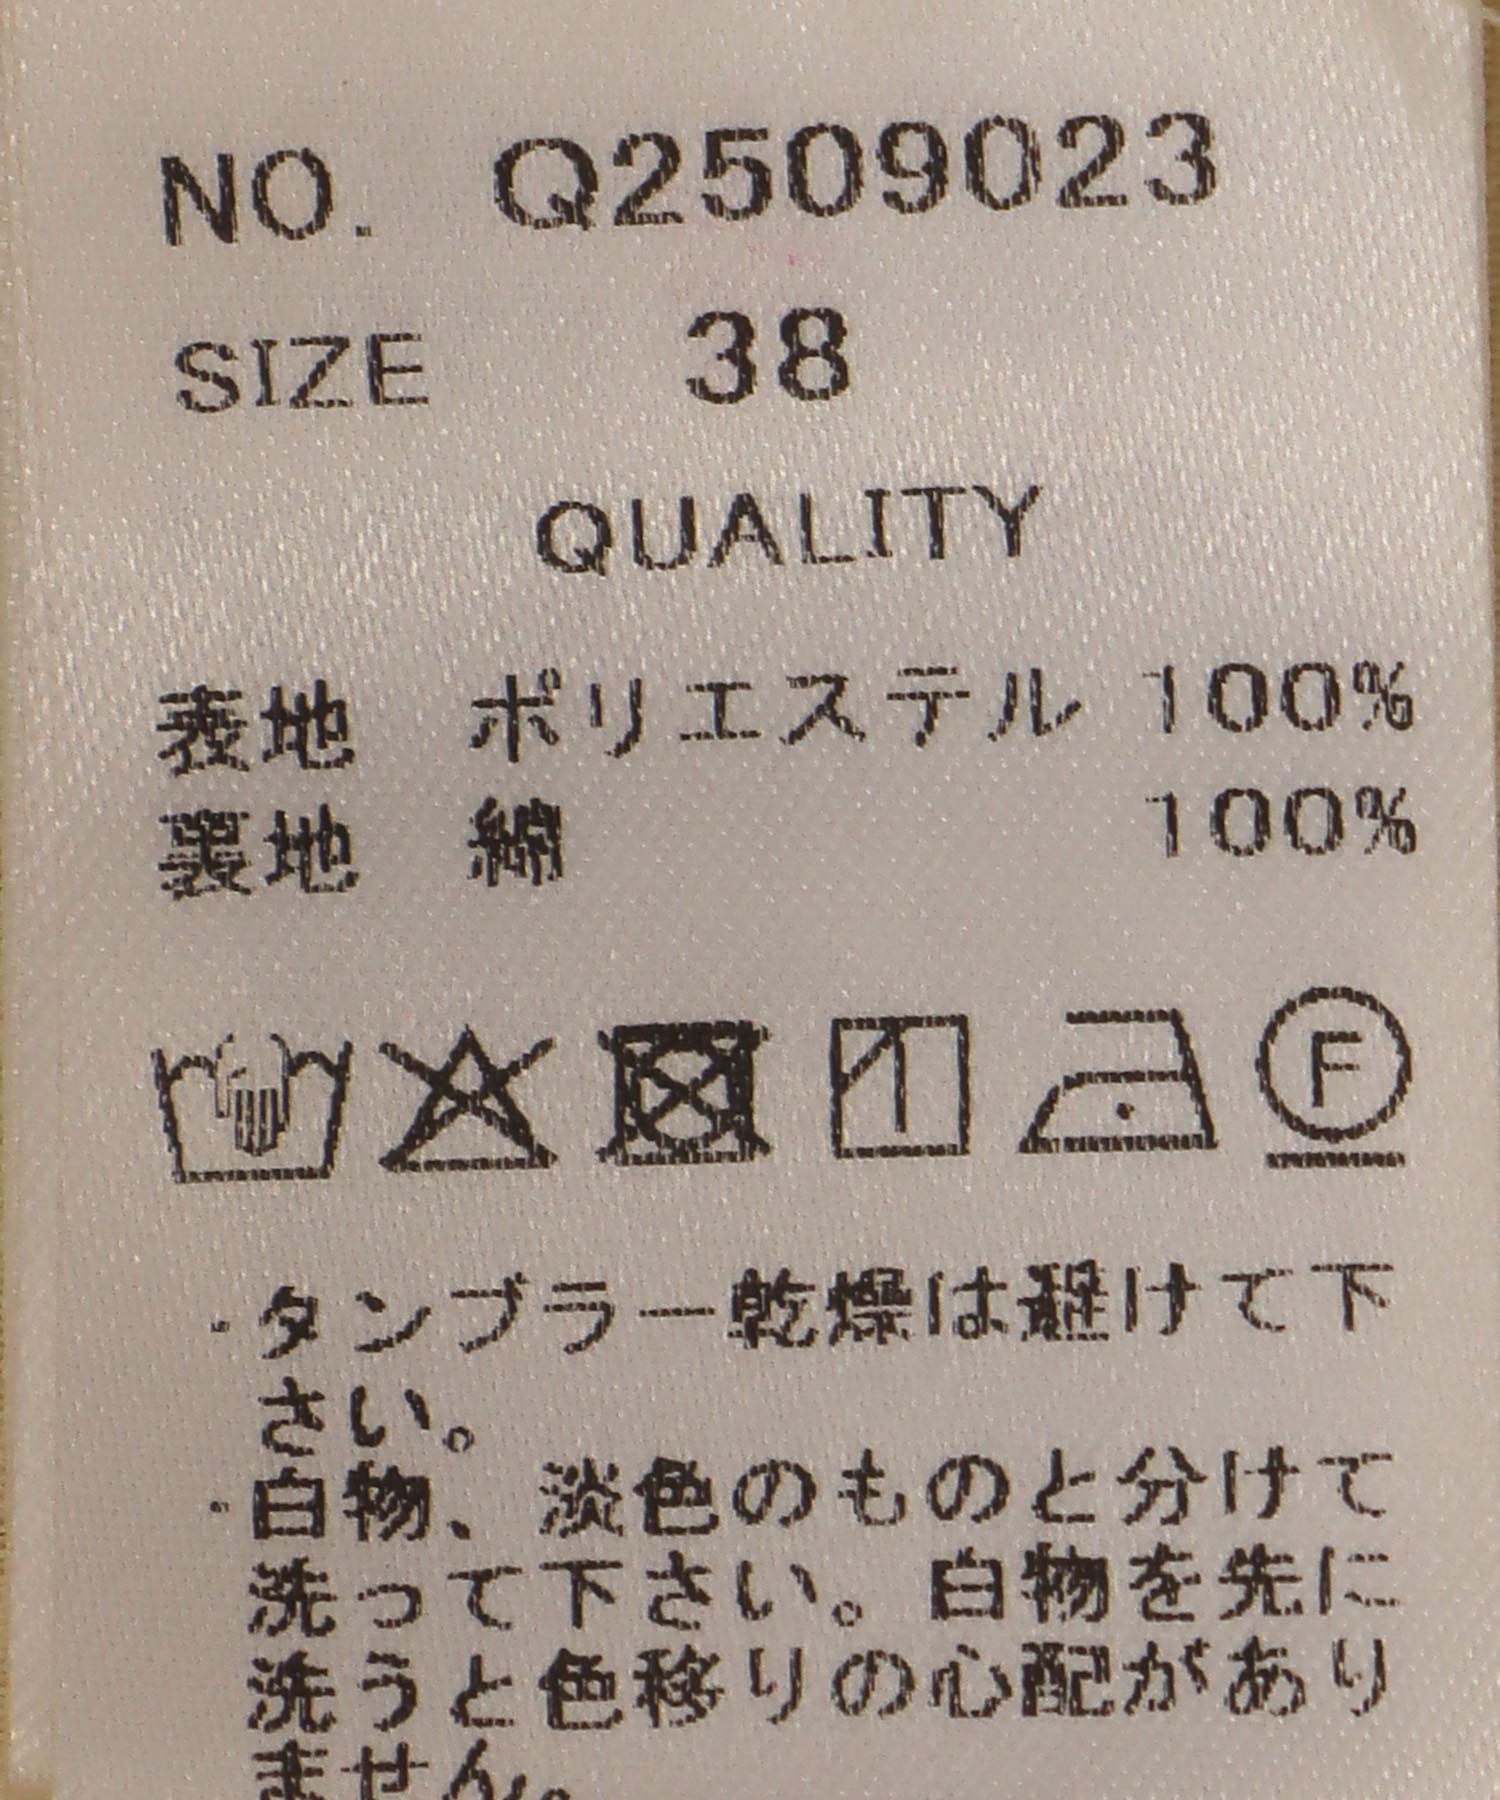 NO. Q2509023
SIZE 38
QUALITY
表地 ポリエステル 100%
裏地 綿 100%
F
・タンブラー乾燥は避けて下
さい。
・白物、淡色のものと分けて
洗って下さい。白物を先に
洗うと色移りの心配があり
ません。